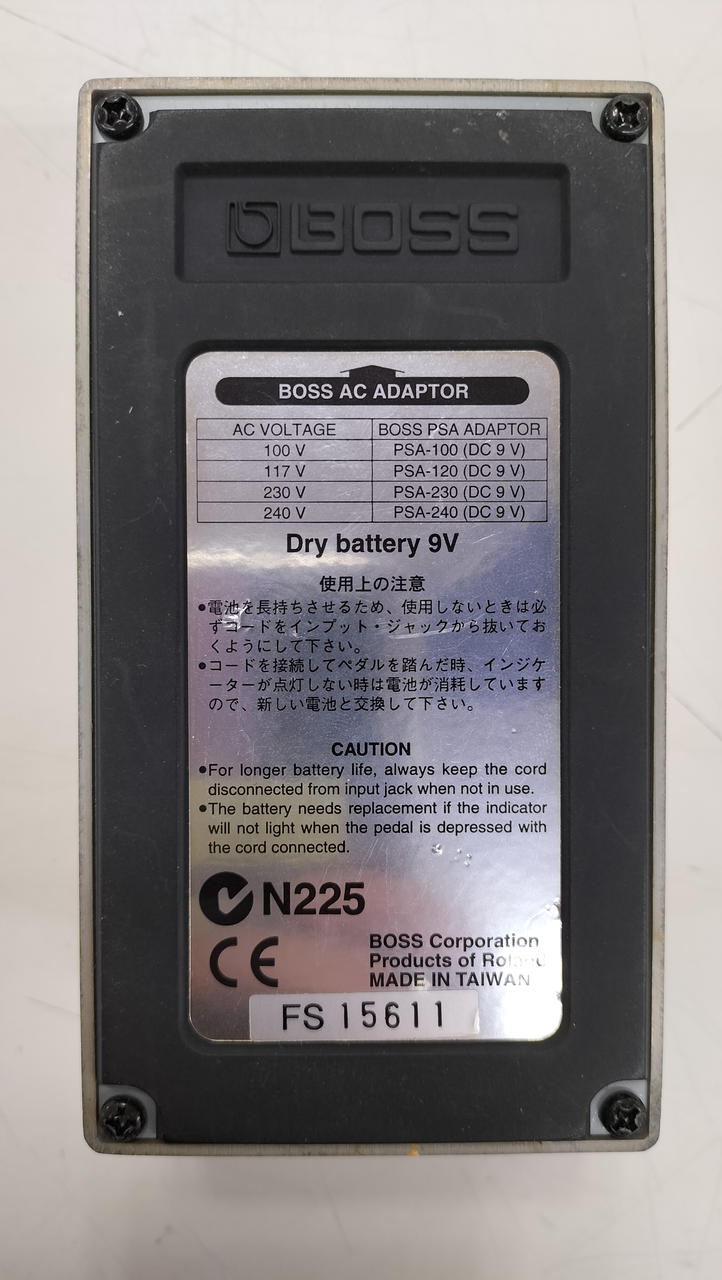 BOSS
BOSS AC ADAPTOR
AC VOLTAGE BOSS PSA ADAPTOR
100 V PSA-100 (DC 9 V)
117 V PSA-120 (DC 9 V)
230 V PSA-230 (DC 9 V)
240 V PSA-240 (DC 9 V)
Dry battery 9V
使用上の注意
●電池を長持ちさせるため、使用しないときは必
ずコードをインプット・ジャックから抜いてお
くようにして下さい。
●コードを接続してペダルを踏んだ時、インジケ
ーターが点灯しない時は電池が消耗しています
ので、新しい電池と交換して下さい。
CAUTION
●For longer battery life, always keep the cord
disconnected from input jack when not in use.
●The battery needs replacement if the indicator
will not light when the pedal is depressed with
the cord connected.
N225
CE
BOSS Corporation
Products of Roland
MADE IN TAIWAN
FS 15611